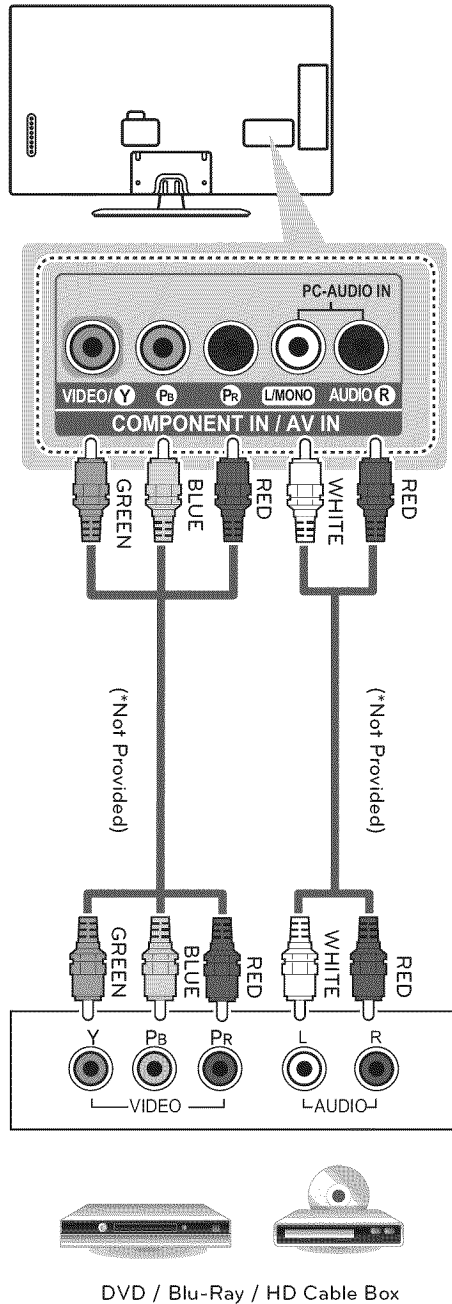 PC-AUDIO IN
VIDEO/ Y PB PR L/MONO AUDIO R
COMPONENT IN / AV IN
GREEN BLUE RED WHITE RED
(*Not Provided) (*Not Provided)
GREEN BLUE RED WHITE RED
Y PB PR L R
VIDEO AUDIO
DVD / Blu-Ray / HD Cable Box